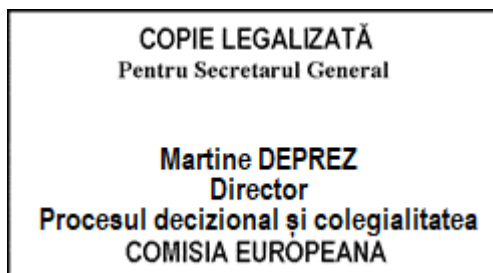 COPIE LEGALIZATĂ
Pentru Secretarul General
Martine DEPREZ
Director
Procesul decizional și colegialitatea
COMISIA EUROPEANA